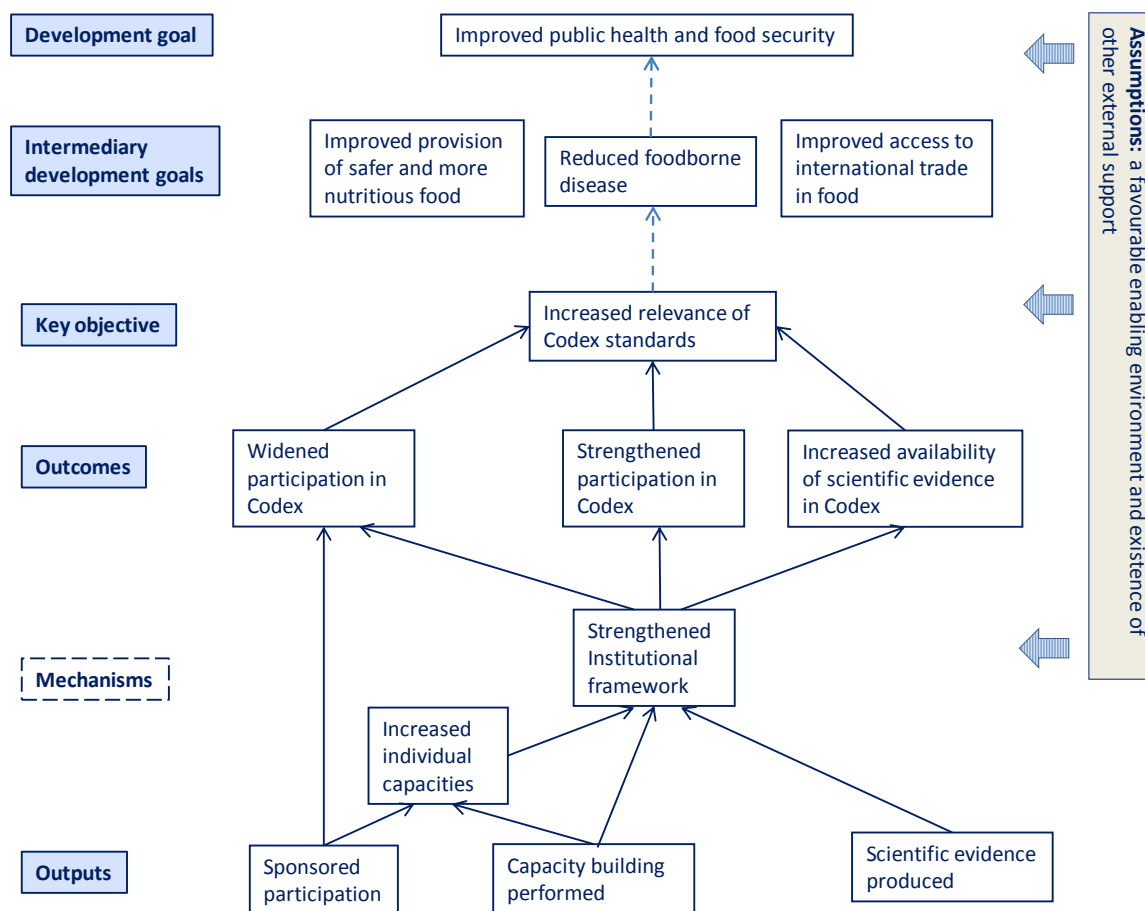 Development goal
Improved public health and food security
Intermediary
development goals
Improved provision
of safer and more
nutritious food
Reduced foodborne
disease
Improved access to
international trade
in food
Key objective
Increased relevance of
Codex standards
Outcomes
Widened
participation in
Codex
Strengthened
participation in
Codex
Increased availability
of scientific evidence
in Codex
Mechanisms
Strengthened
Institutional
framework
Increased
individual
capacities
Outputs
Sponsored
participation
Capacity building
performed
Scientific evidence
produced
Assumptions: a favourable enabling environment and existence of
other external support